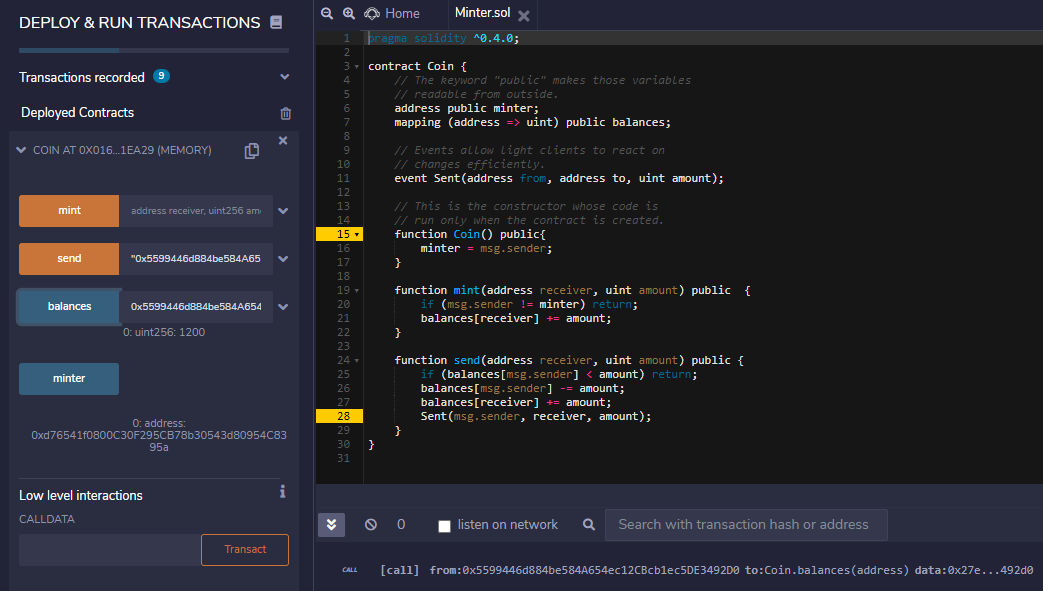 DEPLOY & RUN TRANSACTIONS
Transactions recorded 9
Deployed Contracts
COIN AT 0X016...1EA29 (MEMORY)
mint address receiver, uint256 am
send "0x5599446d884be584A65
balances 0x5599446d884be584A654
0: uint256: 1200
minter
0: address:
0xd76541f0800C30F295CB78b30543d80954C83
95a
Low level interactions
CALLDATA
Transact
Home Minter.sol
1 pragma solidity ^0.4.0;
2
3 contract Coin {
4 // The keyword "public" makes those variables
5 // readable from outside.
6 address public minter;
7 mapping (address => uint) public balances;
8
9 // Events allow light clients to react on
10 // changes efficiently.
11 event Sent(address from, address to, uint amount);
12
13 // This is the constructor whose code is
14 // run only when the contract is created.
15 function Coin() public{
16 minter = msg.sender;
17 }
18
19 function mint(address receiver, uint amount) public {
20 if (msg.sender != minter) return;
21 balances[receiver] += amount;
22 }
23
24 function send(address receiver, uint amount) public {
25 if (balances[msg.sender] < amount) return;
26 balances[msg.sender] -= amount;
27 balances[receiver] += amount;
28 Sent(msg.sender, receiver, amount);
29 }
30 }
31
0 listen on network Search with transaction hash or address
CALL [call] from:0x5599446d884be584A654ec12CBcb1ec5DE3492D0 to:Coin.balances(address) data:0x27e...492d0